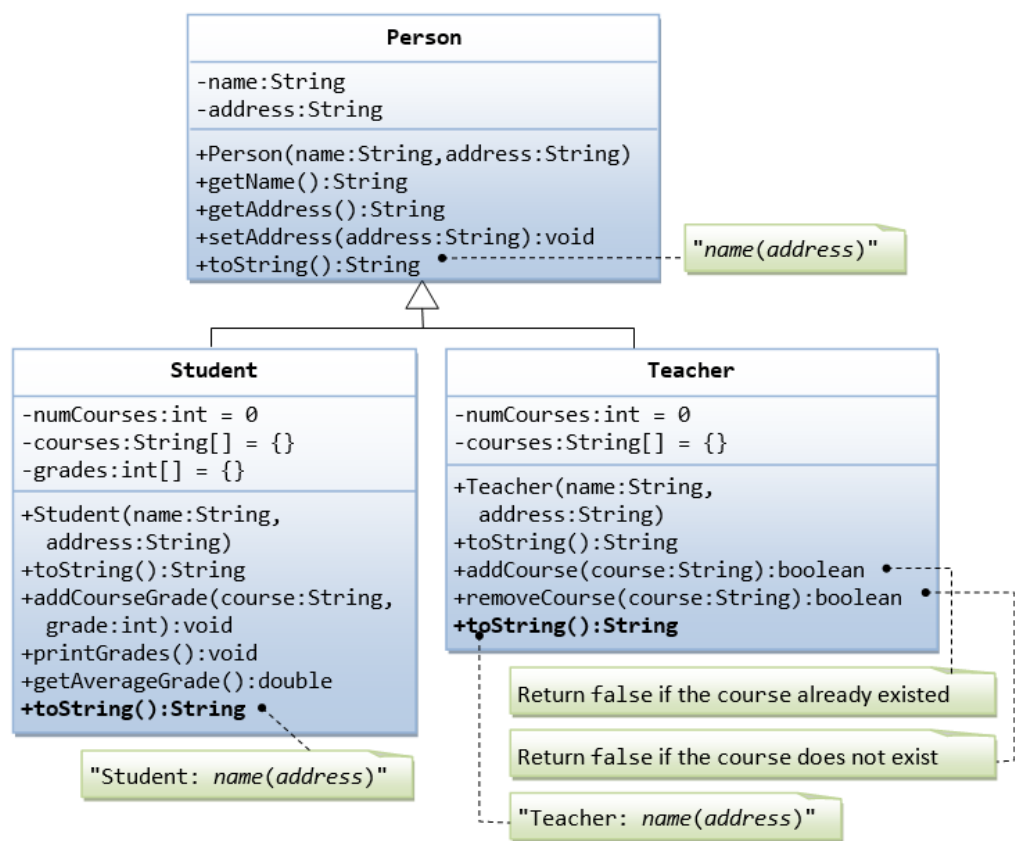 Person
-name:String
-address:String
+Person(name:String,address:String)
+getName():String
+getAddress():String
+setAddress(address:String):void
+toString():String
"name(address)"
Student
-numCourses:int = 0
-courses:String[] = {}
-grades:int[] = {}
+Student(name:String,
address:String)
+toString():String
+addCourseGrade(course:String,
grade:int):void
+printGrades():void
+getAverageGrade():double
+toString():String
"Student: name(address)"
Teacher
-numCourses:int = 0
-courses:String[] = {}
+Teacher(name:String,
address:String)
+toString():String
+addCourse(course:String):boolean
+removeCourse(course:String):boolean
+toString():String
Return false if the course already existed
Return false if the course does not exist
"Teacher: name(address)"